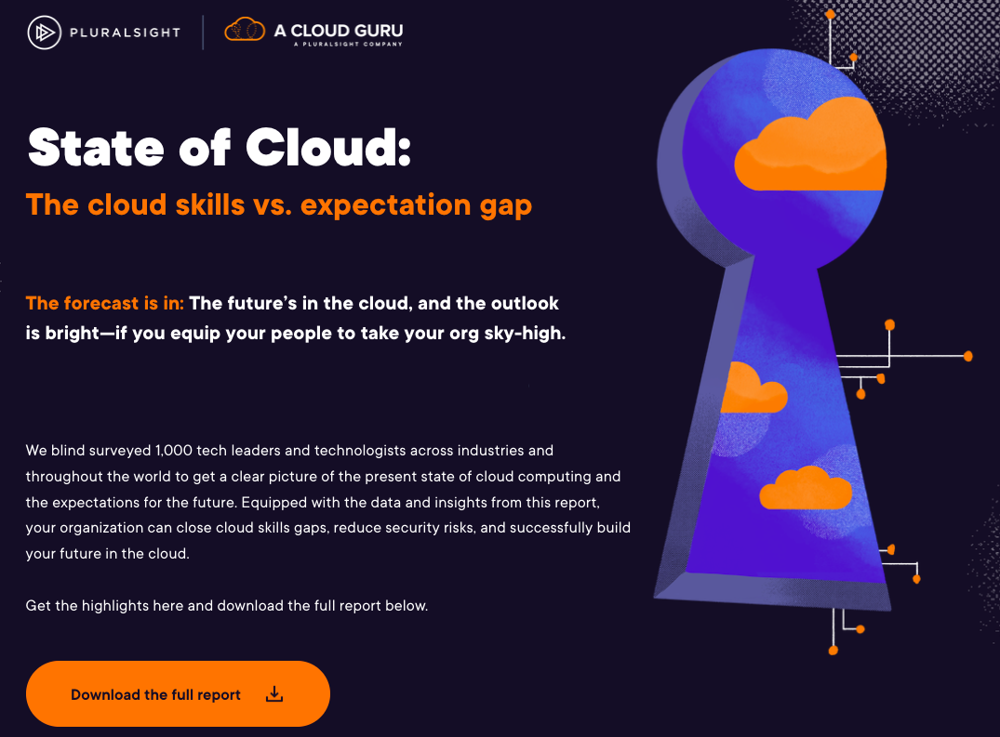 PLURALSIGHT
A CLOUD GURU
A PLURALSIGHT COMPANY
State of Cloud:
The cloud skills vs. expectation gap
The forecast is in: The future’s in the cloud, and the outlook
is bright—if you equip your people to take your org sky-high.
We blind surveyed 1,000 tech leaders and technologists across industries and
throughout the world to get a clear picture of the present state of cloud computing and
the expectations for the future. Equipped with the data and insights from this report,
your organization can close cloud skills gaps, reduce security risks, and successfully build
your future in the cloud.
Get the highlights here and download the full report below.
Download the full report